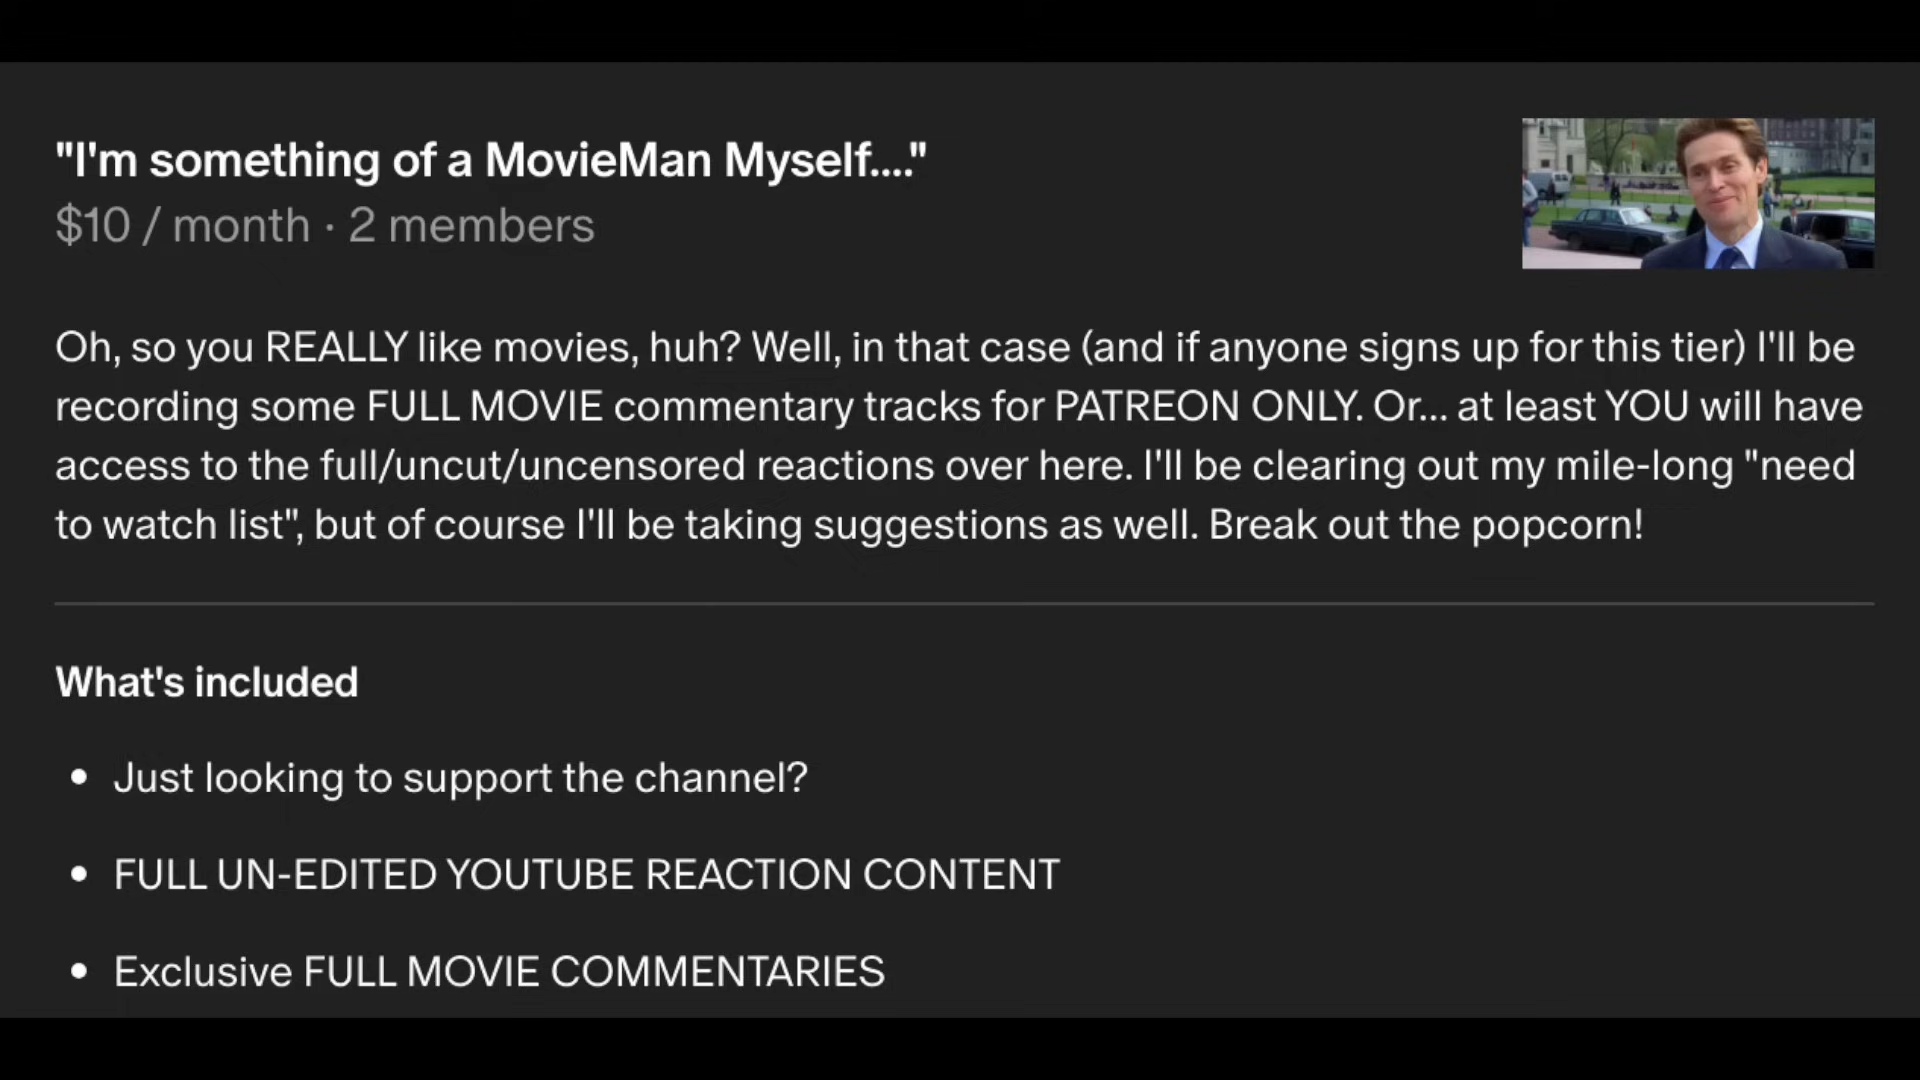 "I'm something of a MovieMan Myself...."
$10 / month · 2 members
Oh, so you REALLY like movies, huh? Well, in that case (and if anyone signs up for this tier) I'll be
recording some FULL MOVIE commentary tracks for PATREON ONLY. Or... at least YOU will have
access to the full/uncut/uncensored reactions over here. I'll be clearing out my mile-long "need
to watch list", but of course I'll be taking suggestions as well. Break out the popcorn!
What's included
• Just looking to support the channel?
• FULL UN-EDITED YOUTUBE REACTION CONTENT
• Exclusive FULL MOVIE COMMENTARIES